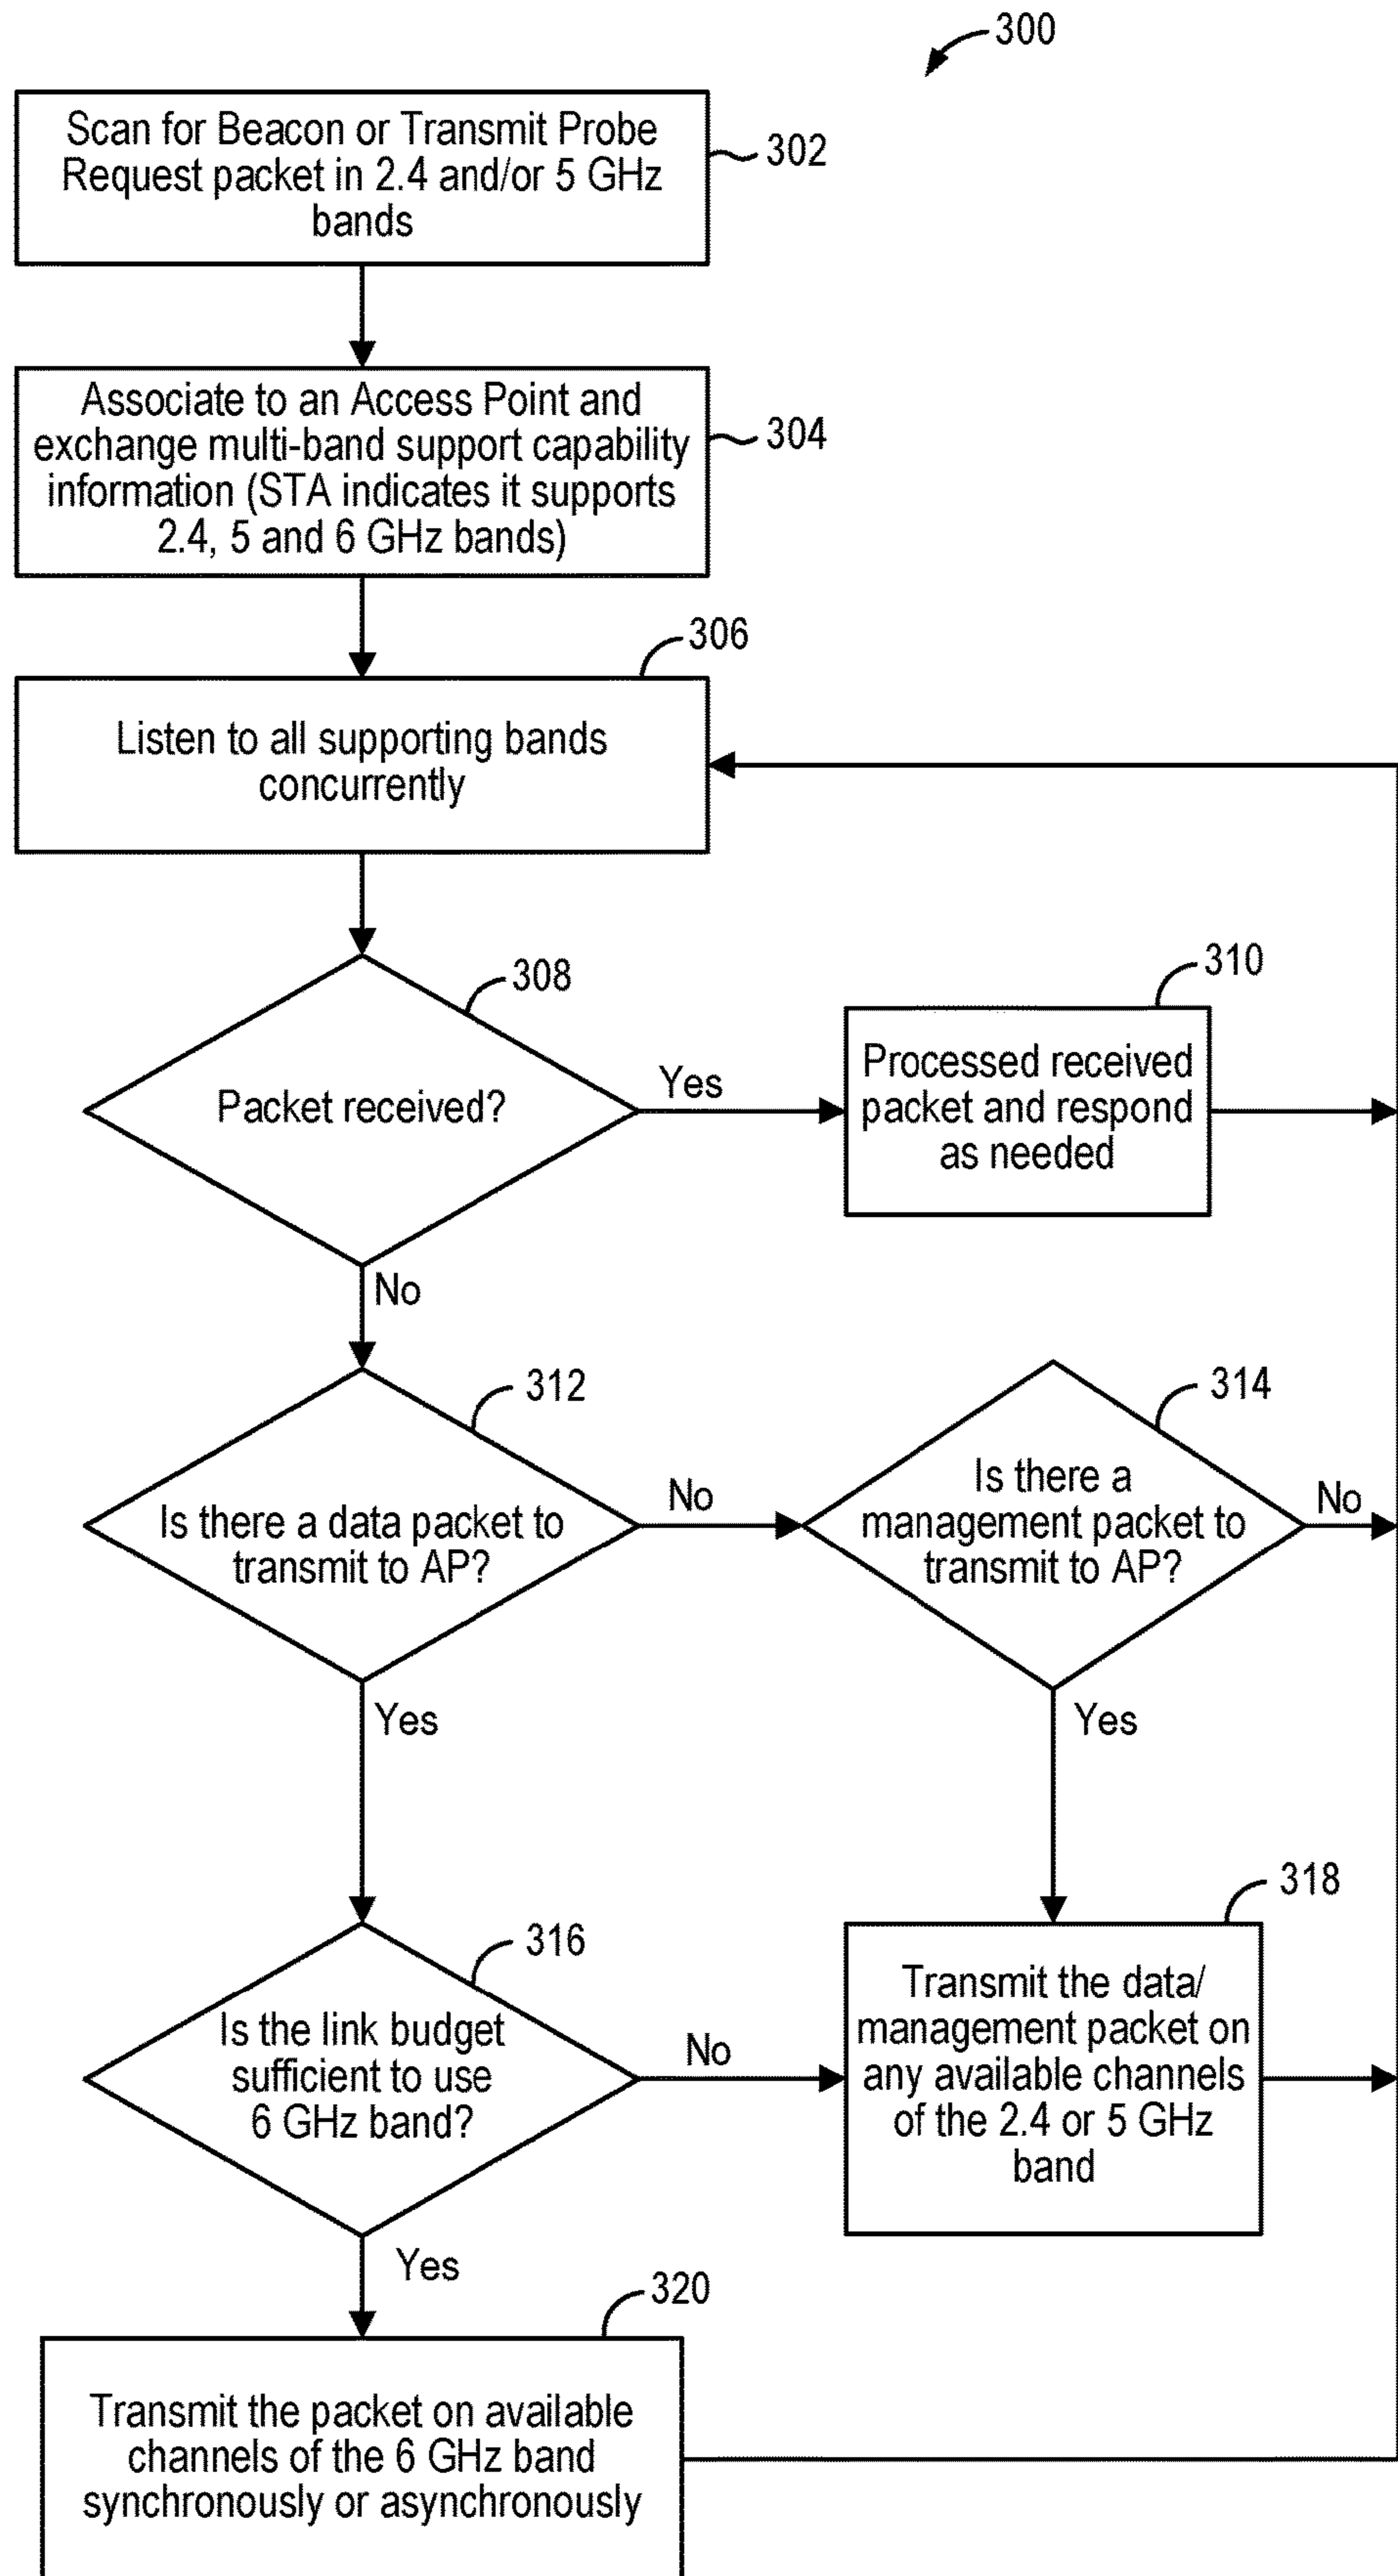 300
Scan for Beacon or Transmit Probe
Request packet in 2.4 and/or 5 GHz
bands
302
Associate to an Access Point and
exchange multi-band support capability
information (STA indicates it supports
2.4, 5 and 6 GHz bands)
304
306
Listen to all supporting bands
concurrently
308
Packet received?
Yes
310
Processed received
packet and respond
as needed
No
312
Is there a data packet to
transmit to AP?
No
314
Is there a
management packet to
transmit to AP?
No
Yes
Yes
316
Is the link budget
sufficient to use
6 GHz band?
No
318
Transmit the data/
management packet on
any available channels
of the 2.4 or 5 GHz
band
Yes
320
Transmit the packet on available
channels of the 6 GHz band
synchronously or asynchronously